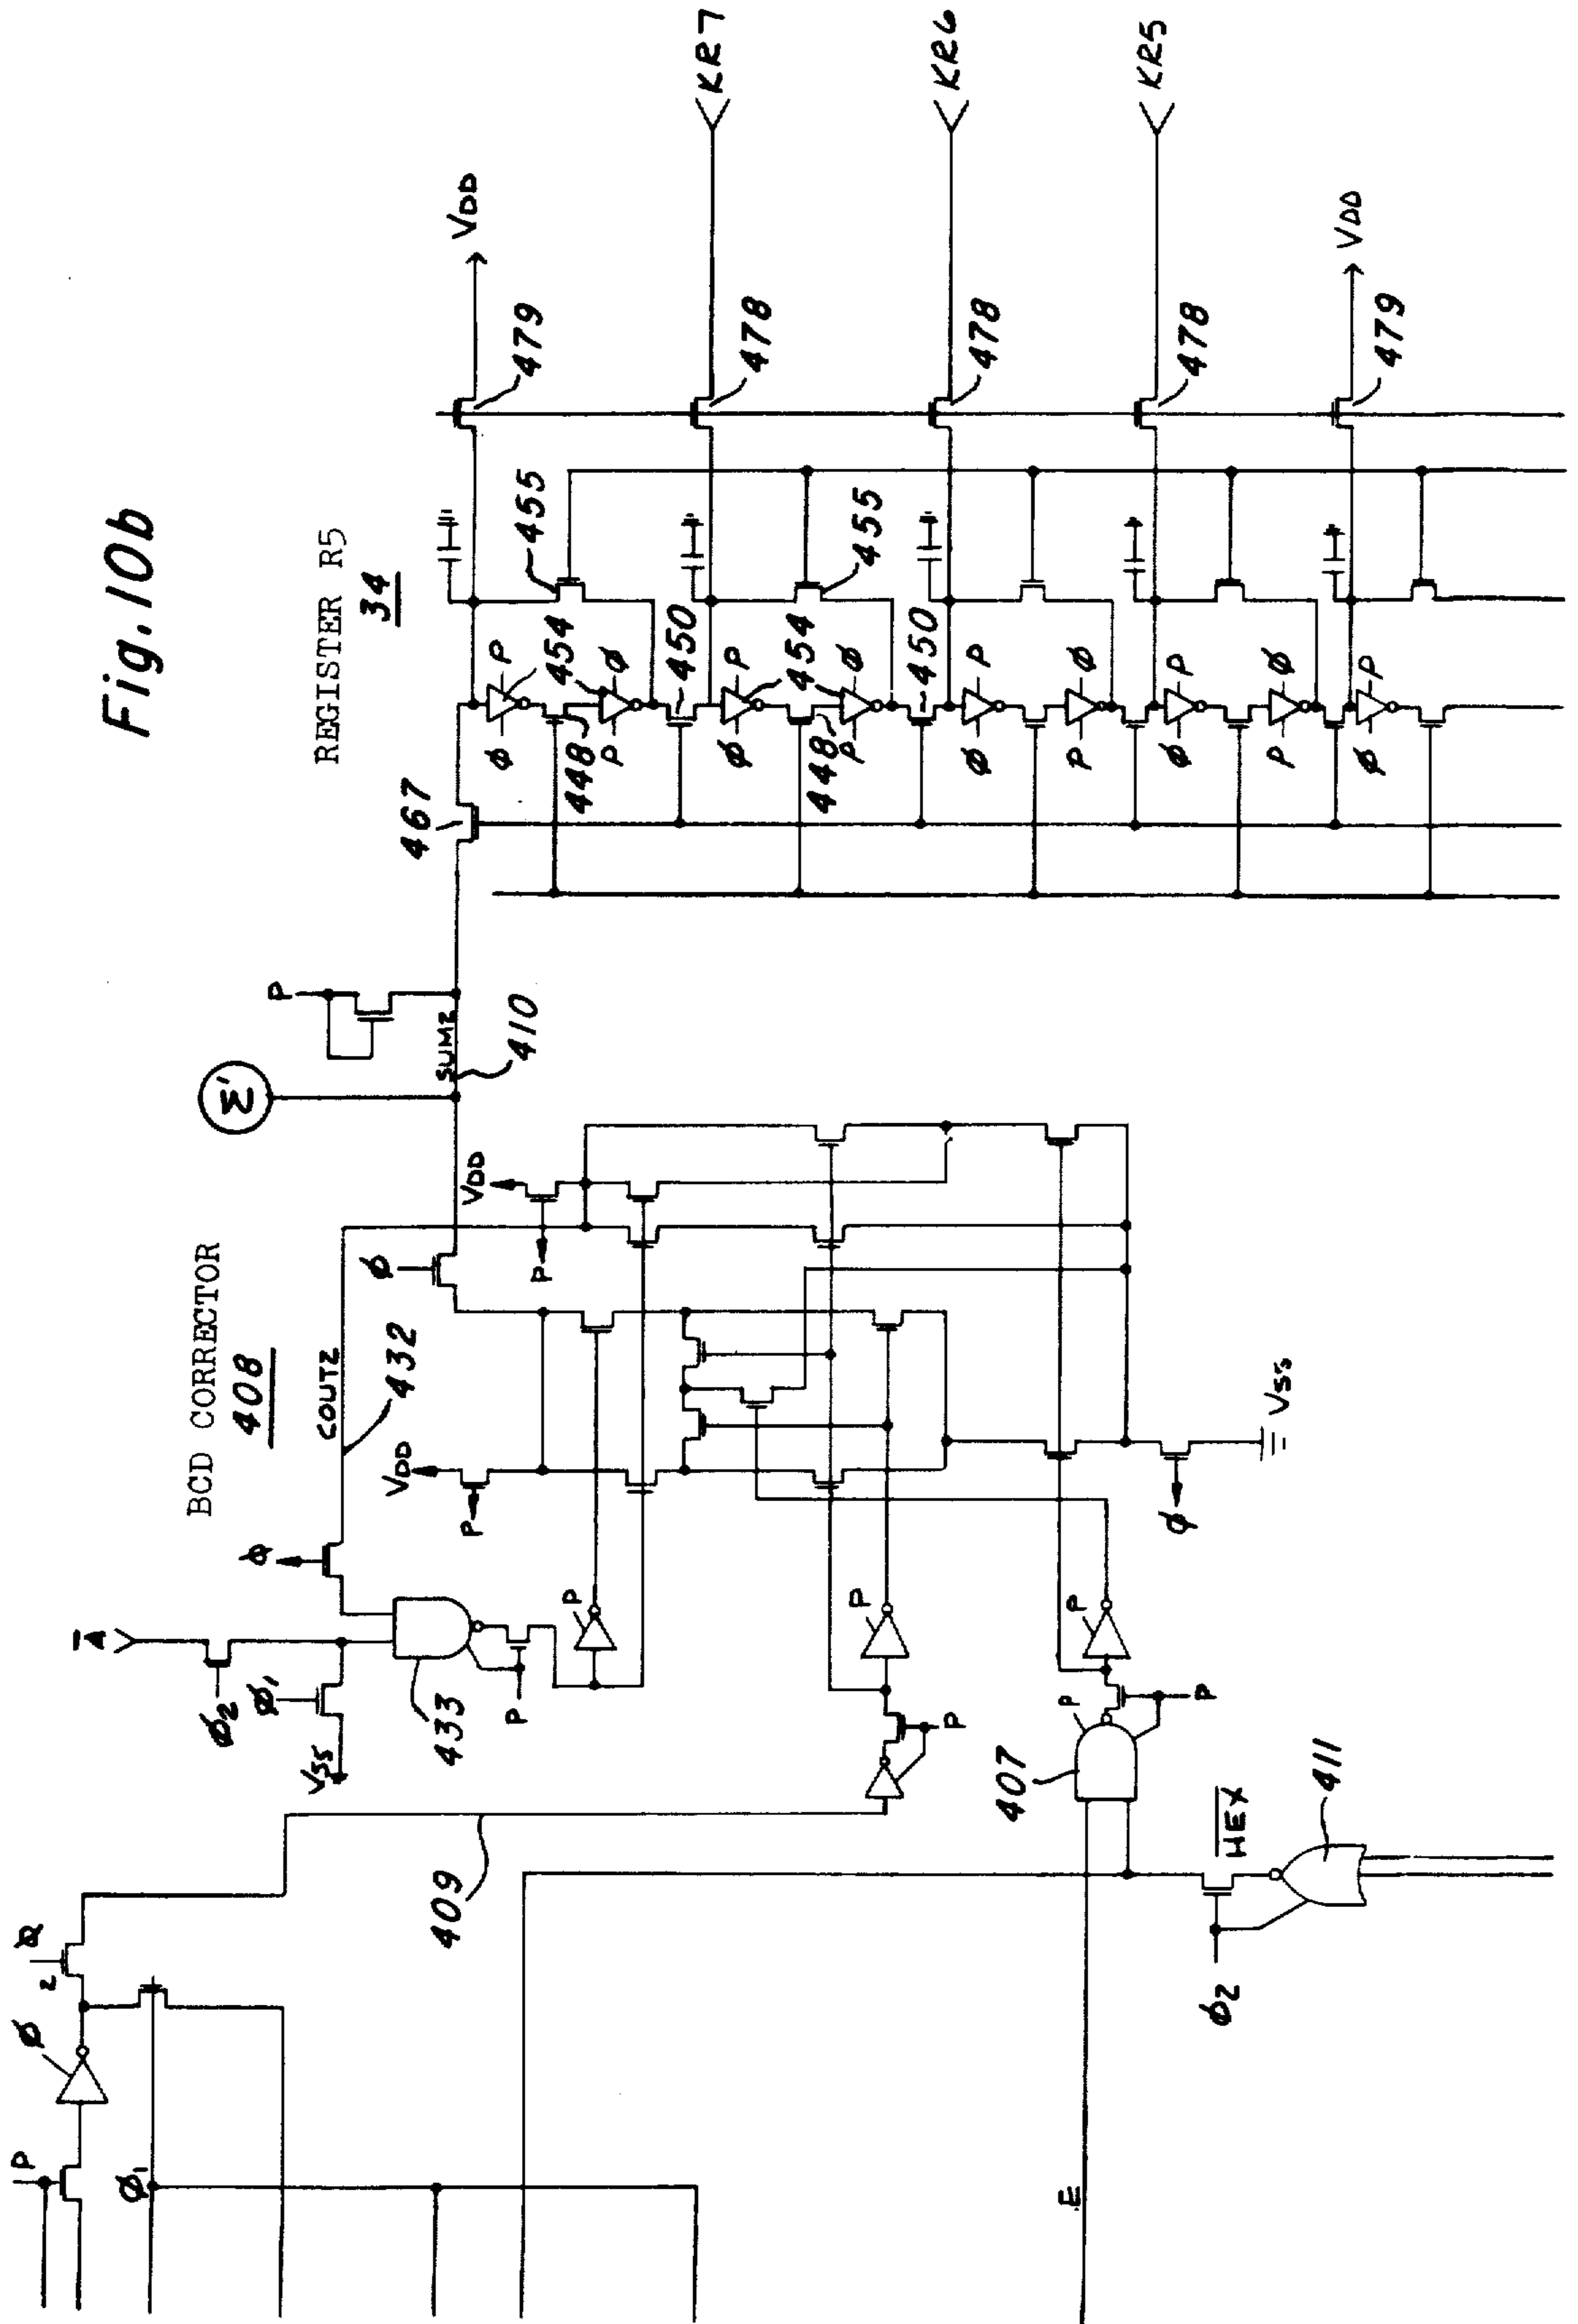 Fig. 10b
REGISTER R5
34
BCD CORRECTOR
408
VDD
479
KR7
478
KR6
478
KR5
478
VDD
479
455
455
454
454
P
P
P
P
P
P
P
P
P
φ
φ
φ
φ
φ
φ
φ
φ
φ
450
450
448
448
467
P
SUMZ
410
Σ'
φ
COUTZ
432
VDD
P
VDD
P
φ
Ā
φ2
φ1
VSS
433
P
P
P
P
P
P
407
φ
VSS
409
HEX
411
φ2
E
φ
2
φ
P
φ1